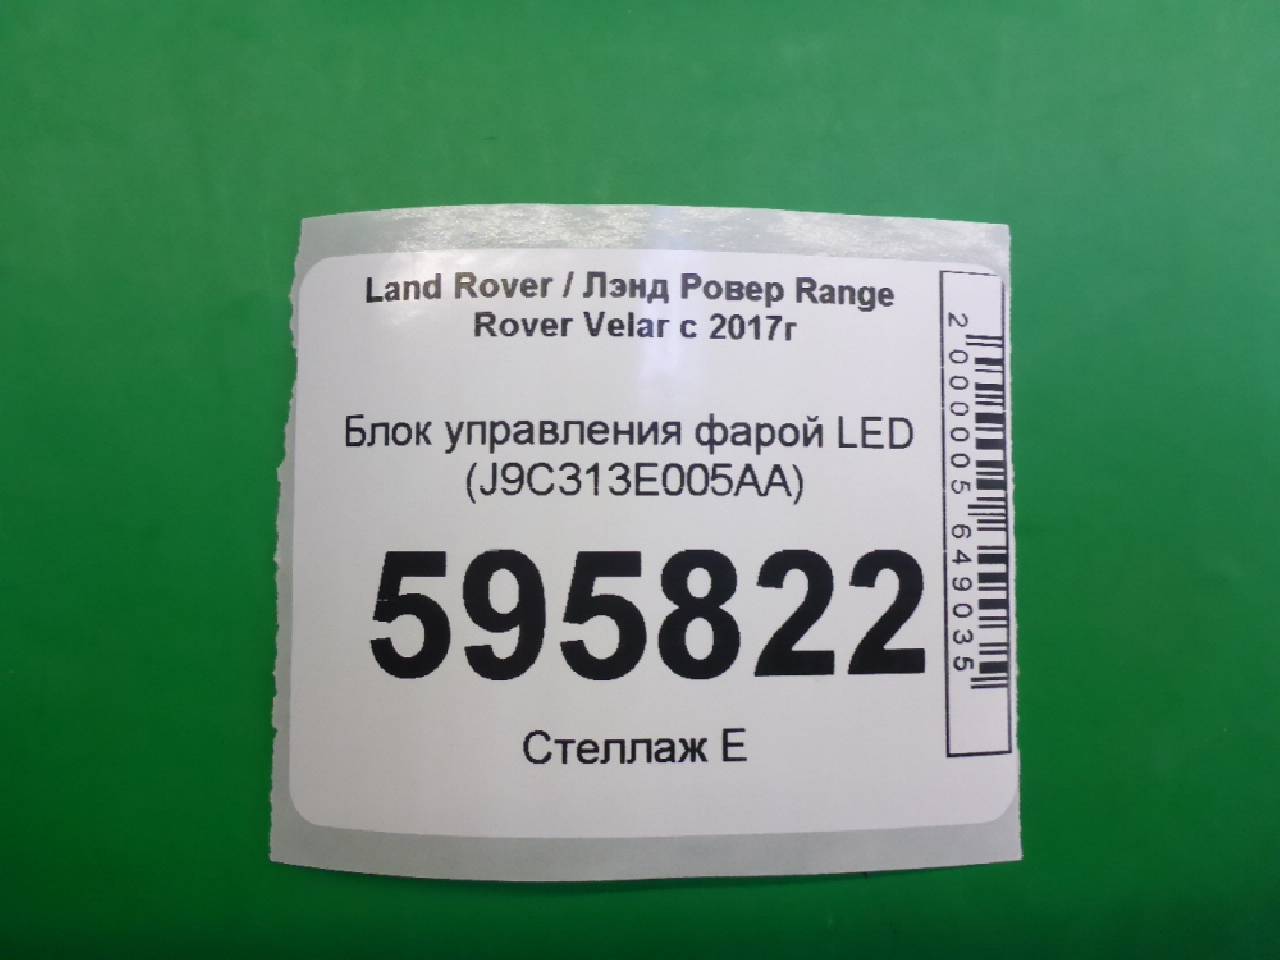 Land Rover / Лэнд Ровер Range
Rover Velar с 2017г
Блок управления фарой LED
(J9C313E005AA)
595822
Стеллаж Е
2000005649035